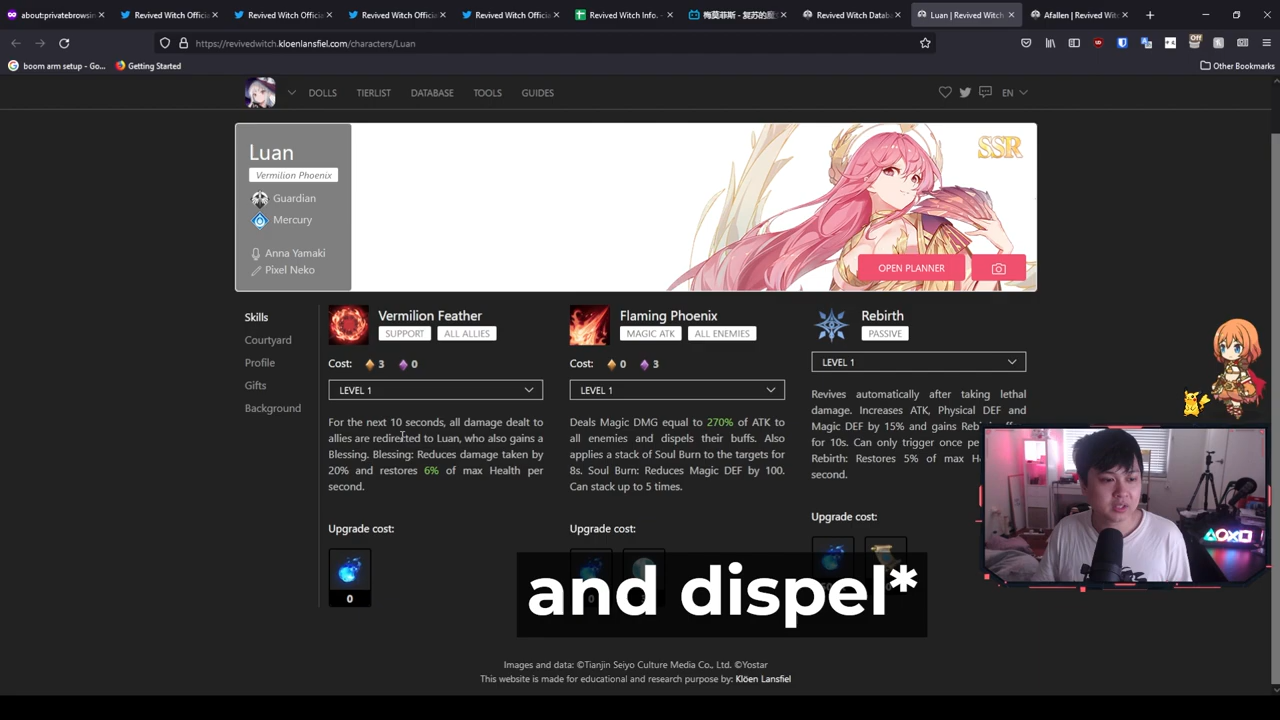 about:privatebrowsin
Revived Witch Officia
Revived Witch Officia
Revived Witch Officia
Revived Witch Officia
Revived Witch Info. -
Revived Witch Datab
Luan | Revived Witch
Afallen | Revived Wit
https://revivedwitch.kloenlansfiel.com/characters/Luan
Off
boom arm setup - Go...
Getting Started
Other Bookmarks
DOLLS TIERLIST DATABASE TOOLS GUIDES
EN
Luan
Vermilion Phoenix
Guardian
Mercury
Anna Yamaki
Pixel Neko
SSR
OPEN PLANNER
Skills
Courtyard
Profile
Gifts
Background
Vermilion Feather
SUPPORT ALL ALLIES
Cost: 3 0
LEVEL 1
For the next 10 seconds, all damage dealt to
allies are redirected to Luan, who also gains a
Blessing. Blessing: Reduces damage taken by
20% and restores 6% of max Health per
second.
Upgrade cost:
0
Flaming Phoenix
MAGIC ATK ALL ENEMIES
Cost: 0 3
LEVEL 1
Deals Magic DMG equal to 270% of ATK to
all enemies and dispels their buffs. Also
applies a stack of Soul Burn to the targets for
8s. Soul Burn: Reduces Magic DEF by 100.
Can stack up to 5 times.
Upgrade cost:
Rebirth
PASSIVE
LEVEL 1
Revives automatically after taking lethal
damage. Increases ATK, Physical DEF and
Magic DEF by 15% and gains
for 10s. Can only trigger once
Rebirth: Restores 5% of max
second.
Upgrade cost:
and dispel*
Images and data: ©Tianjin Seiyo Culture Media Co., Ltd. ©Yostar
This website is made for educational and research purpose by: Klöen Lansfiel